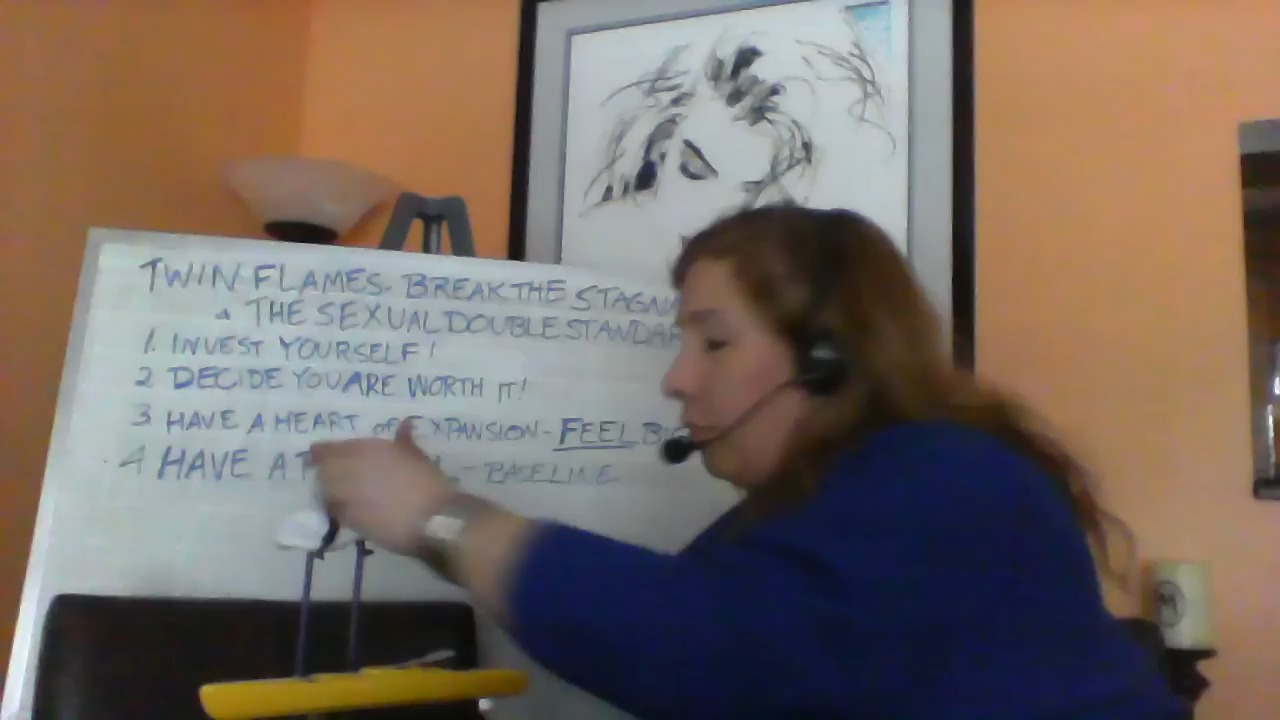 TWIN FLAMES- BREAK THE
& THE SEXUAL DOUBLE
1. INVEST YOURSELF!
2 DECIDE YOU ARE WORTH IT!
3 HAVE A HEART OF EXPANSION - FEEL
4 HAVE A - BASELINE